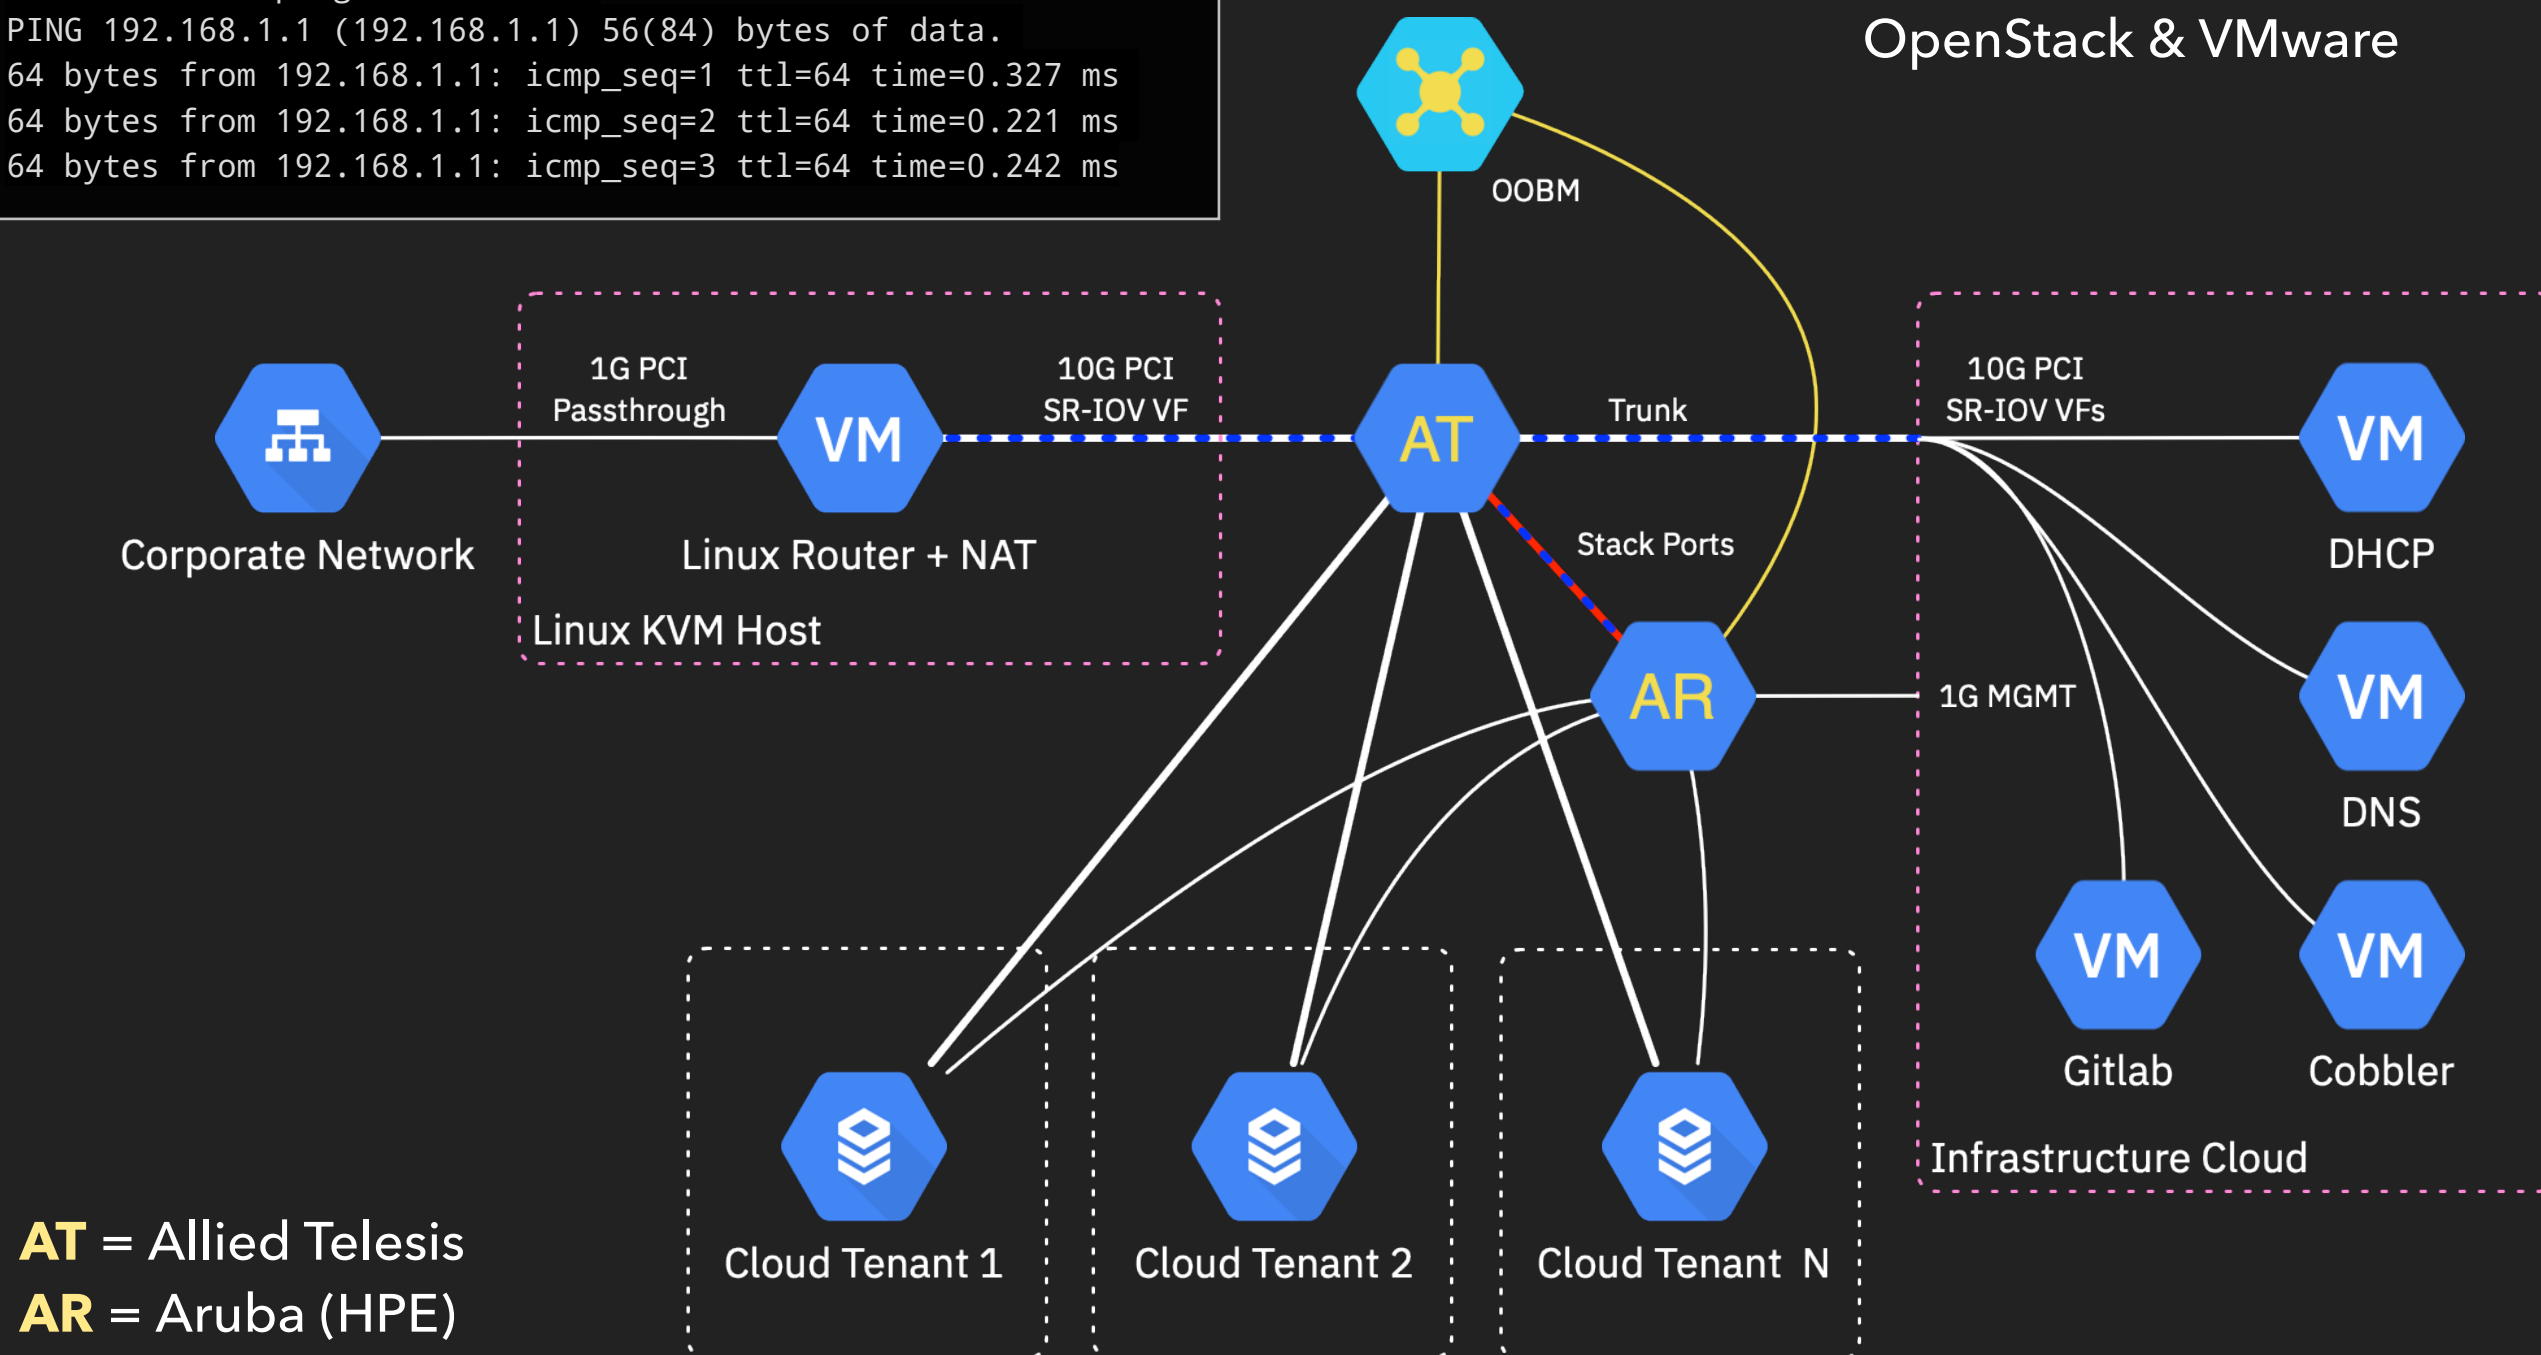 PING 192.168.1.1 (192.168.1.1) 56(84) bytes of data.
64 bytes from 192.168.1.1: icmp_seq=1 ttl=64 time=0.327 ms
64 bytes from 192.168.1.1: icmp_seq=2 ttl=64 time=0.221 ms
64 bytes from 192.168.1.1: icmp_seq=3 ttl=64 time=0.242 ms
OpenStack & VMware
OOBM
1G PCI
Passthrough
10G PCI
SR-IOV VF
Trunk
10G PCI
SR-IOV VFs
VM
AT
VM
Corporate Network
Linux Router + NAT
Stack Ports
DHCP
Linux KVM Host
AR
1G MGMT
VM
DNS
VM
VM
Gitlab
Cobbler
Infrastructure Cloud
Cloud Tenant 1
Cloud Tenant 2
Cloud Tenant N
AT = Allied Telesis
AR = Aruba (HPE)